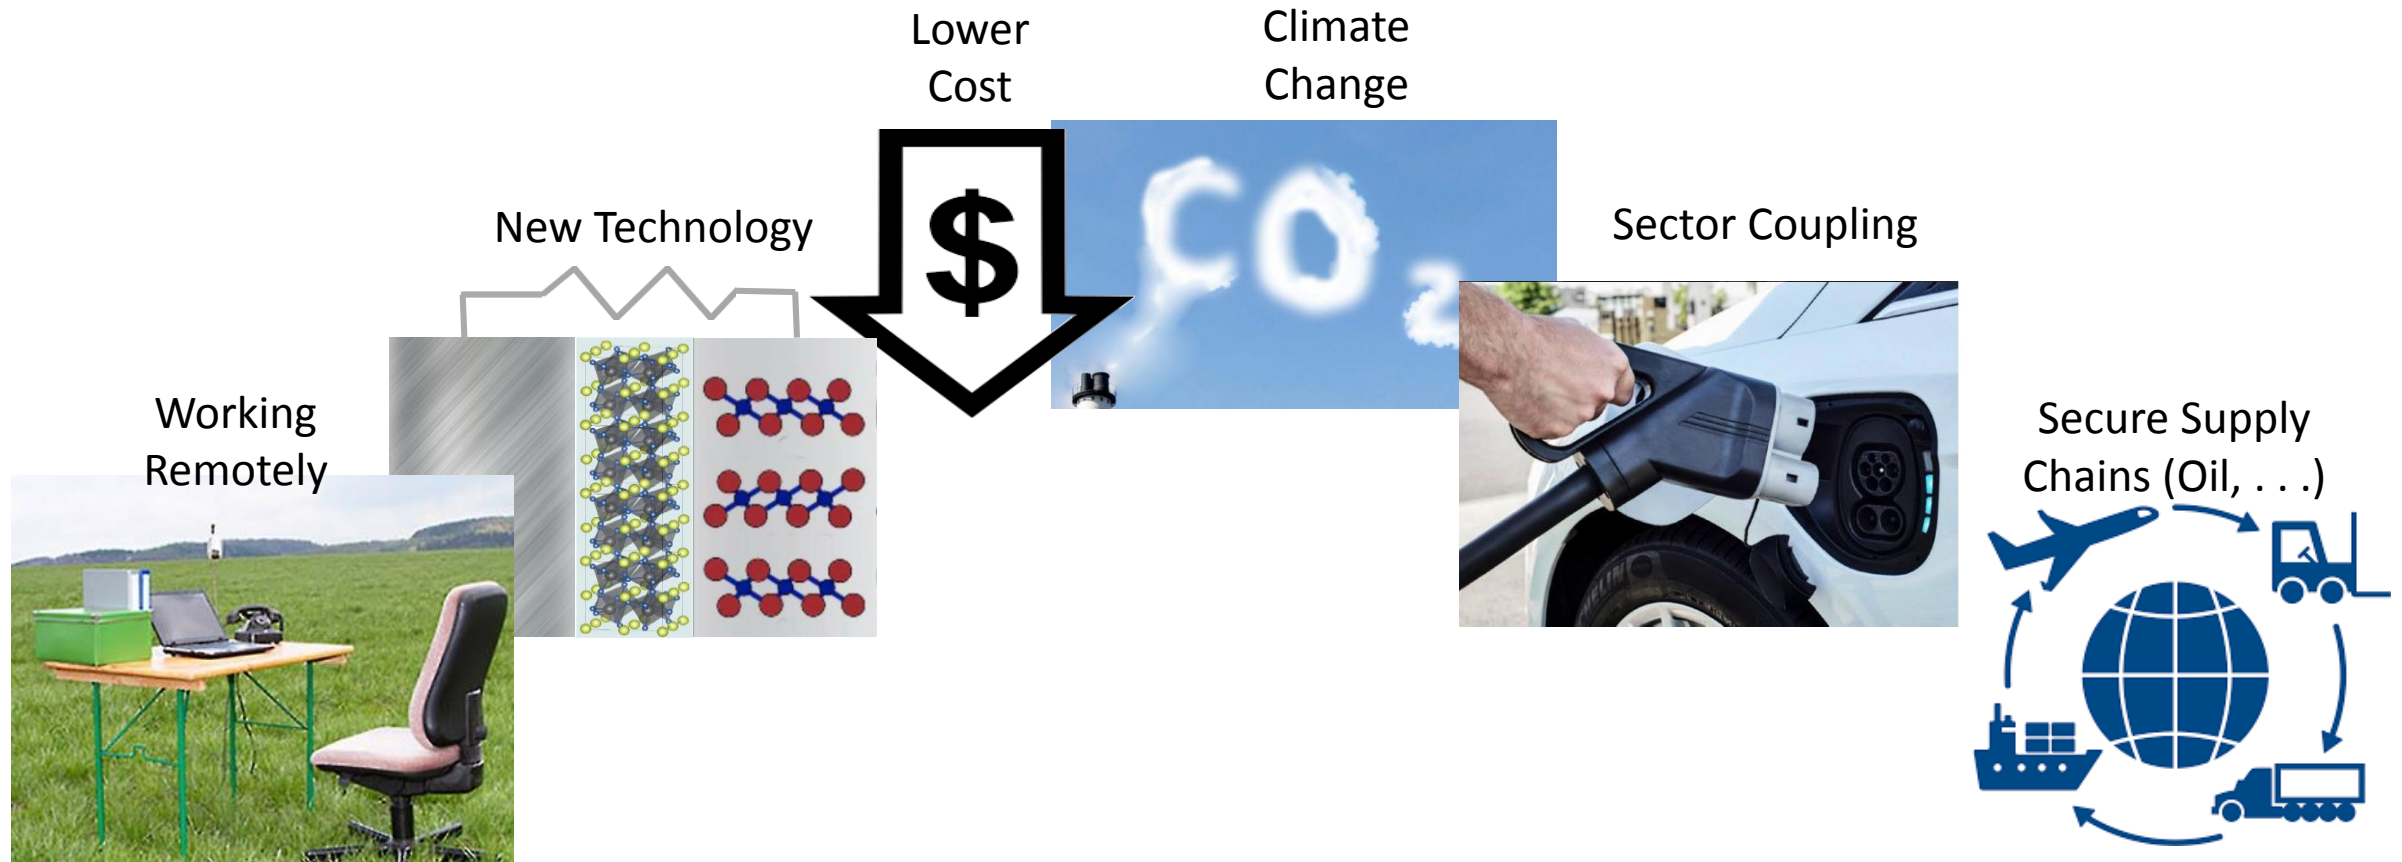 Lower
Cost
Climate
Change
$
CO₂
New Technology
Sector Coupling
Working
Remotely
Secure Supply
Chains (Oil, . . .)